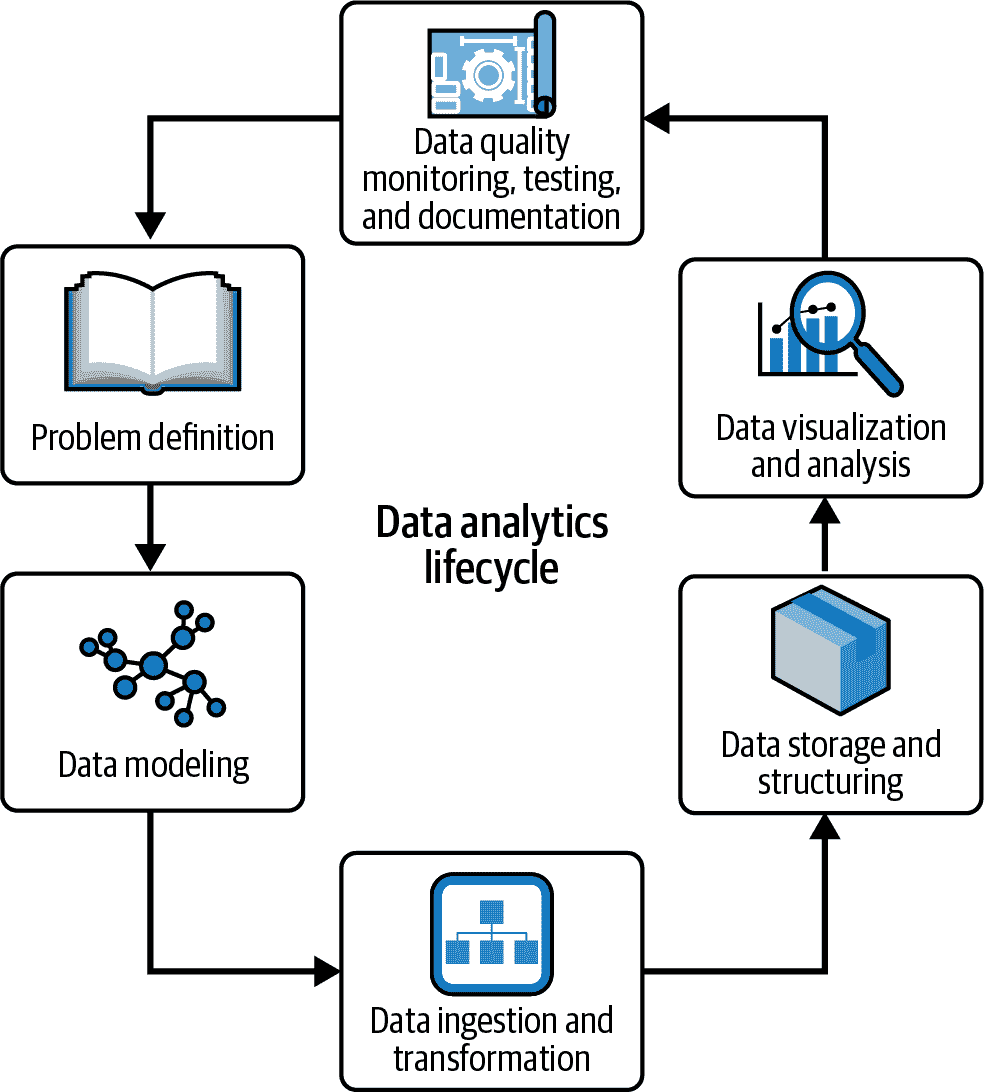 Data quality
monitoring, testing,
and documentation
Problem definition
Data visualization
and analysis
Data analytics
lifecycle
Data modeling
Data storage and
structuring
Data ingestion and
transformation